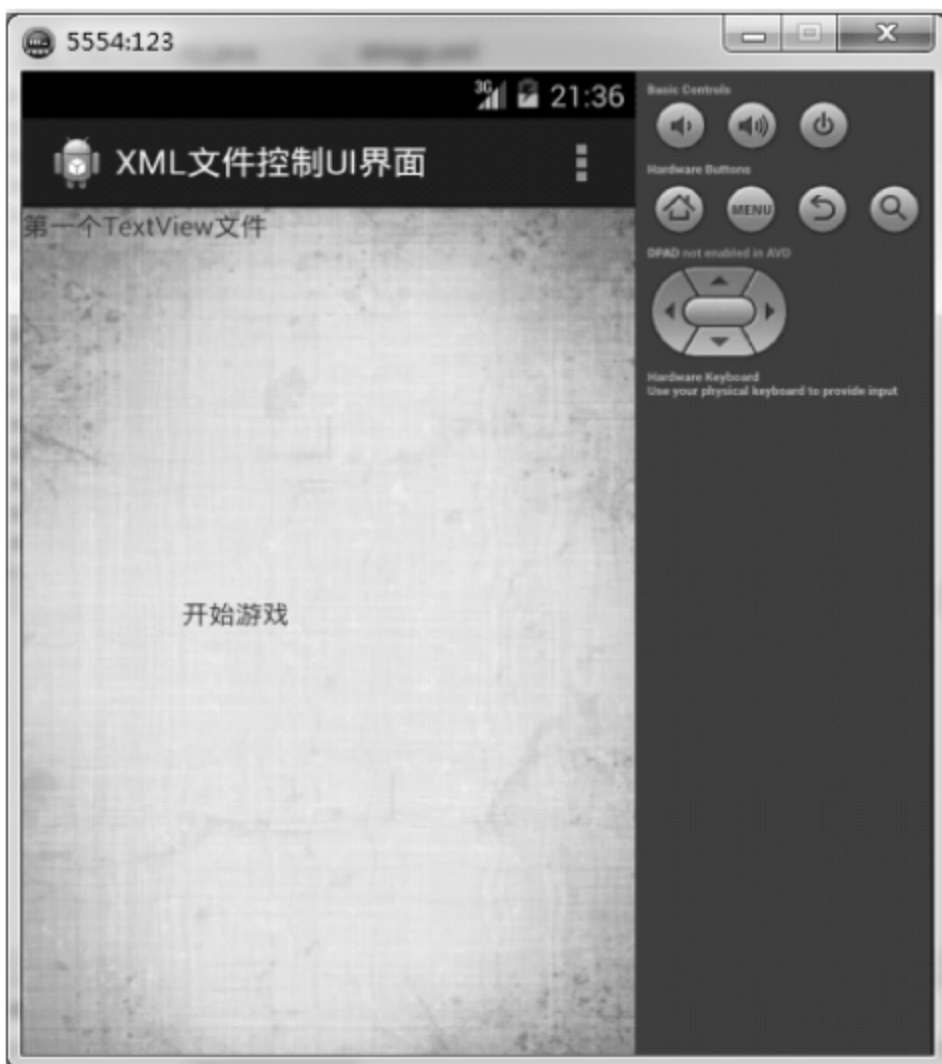 5554:123
3G 21:36
XML文件控制UI界面
第一个TextView文件
开始游戏
Basic Controls
Hardware Buttons
MENU
DPAD not enabled in AVD
Hardware Keyboard
Use your physical keyboard to provide input